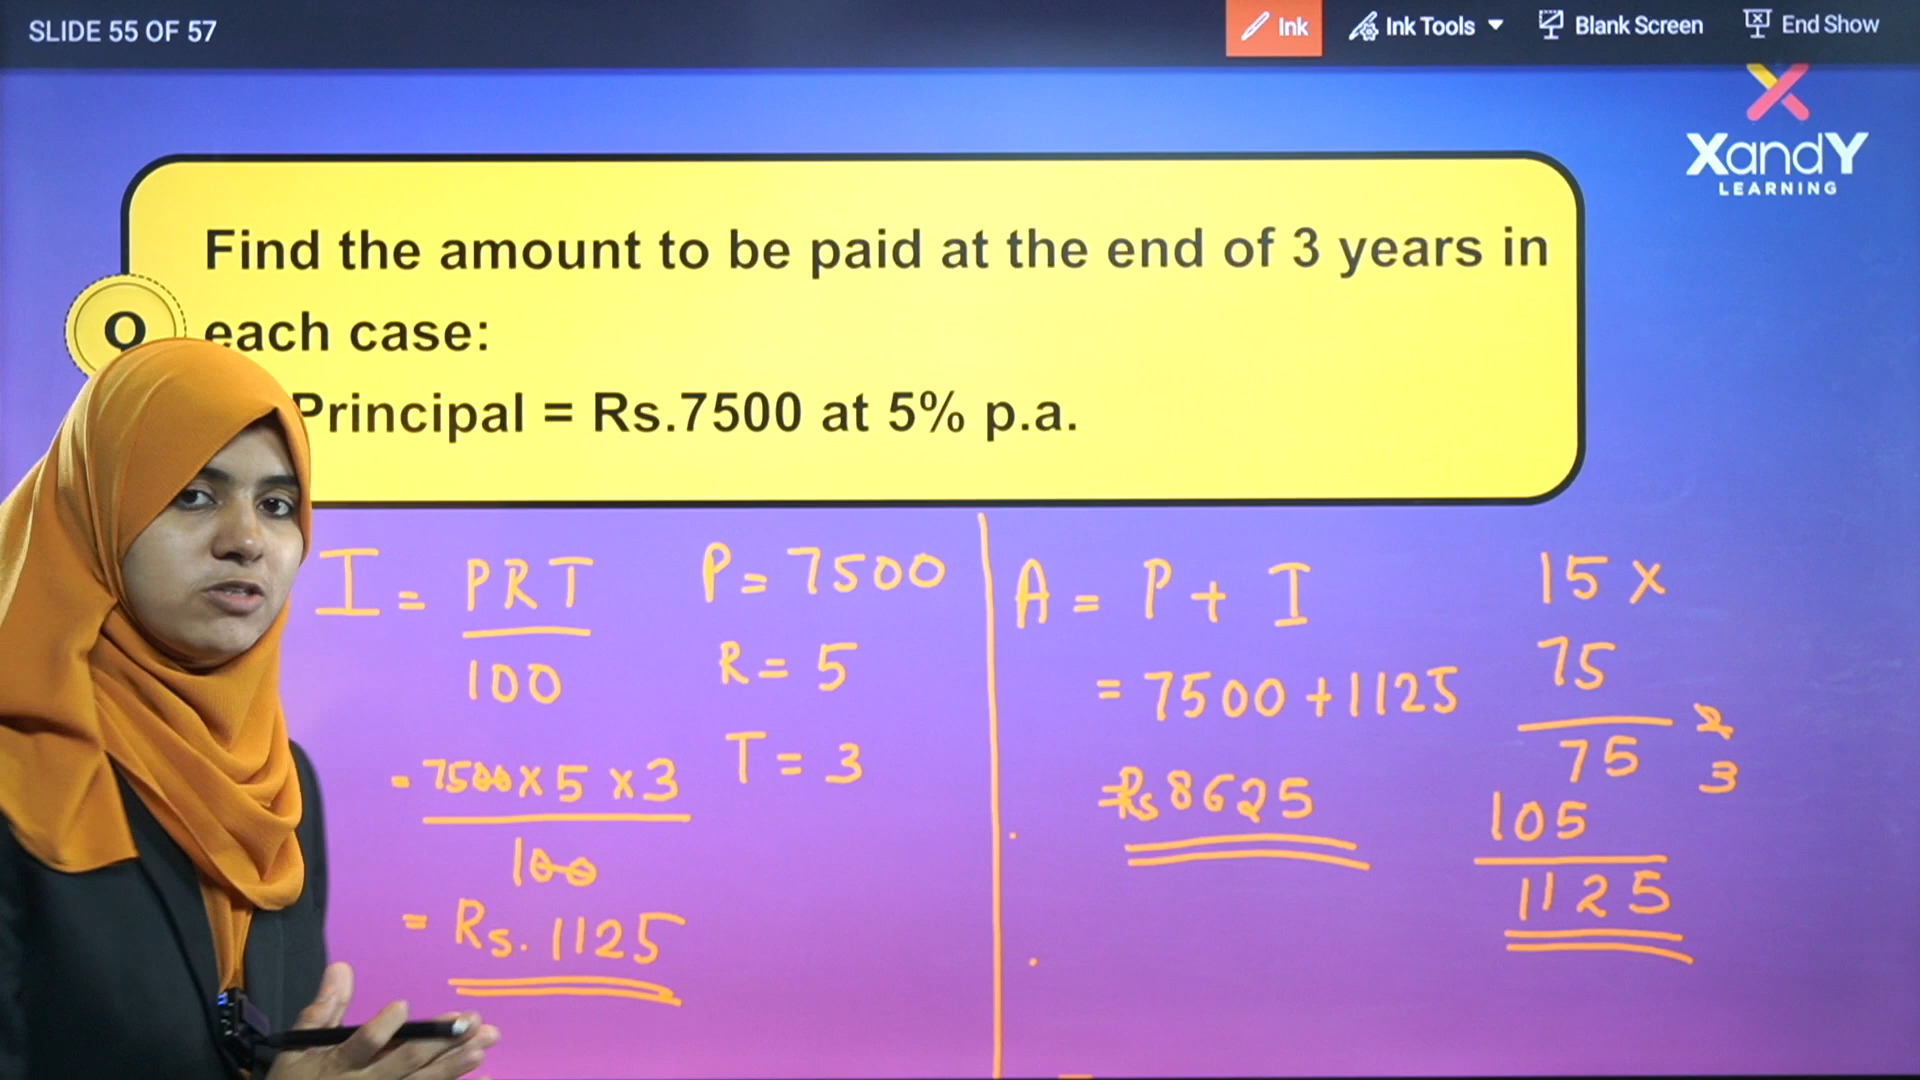 SLIDE 55 OF 57
Ink
Ink Tools
Blank Screen
End Show
XandY
LEARNING
Find the amount to be paid at the end of 3 years in
Q
each case:
Principal = Rs.7500 at 5% p.a.
I = PRT
100
= 7500 x 5 x 3
100
= Rs. 1125
P = 7500
R = 5
T = 3
A = P + I
= 7500 + 1125
=Rs 8625
15 x
75
75
105
1125
2
3